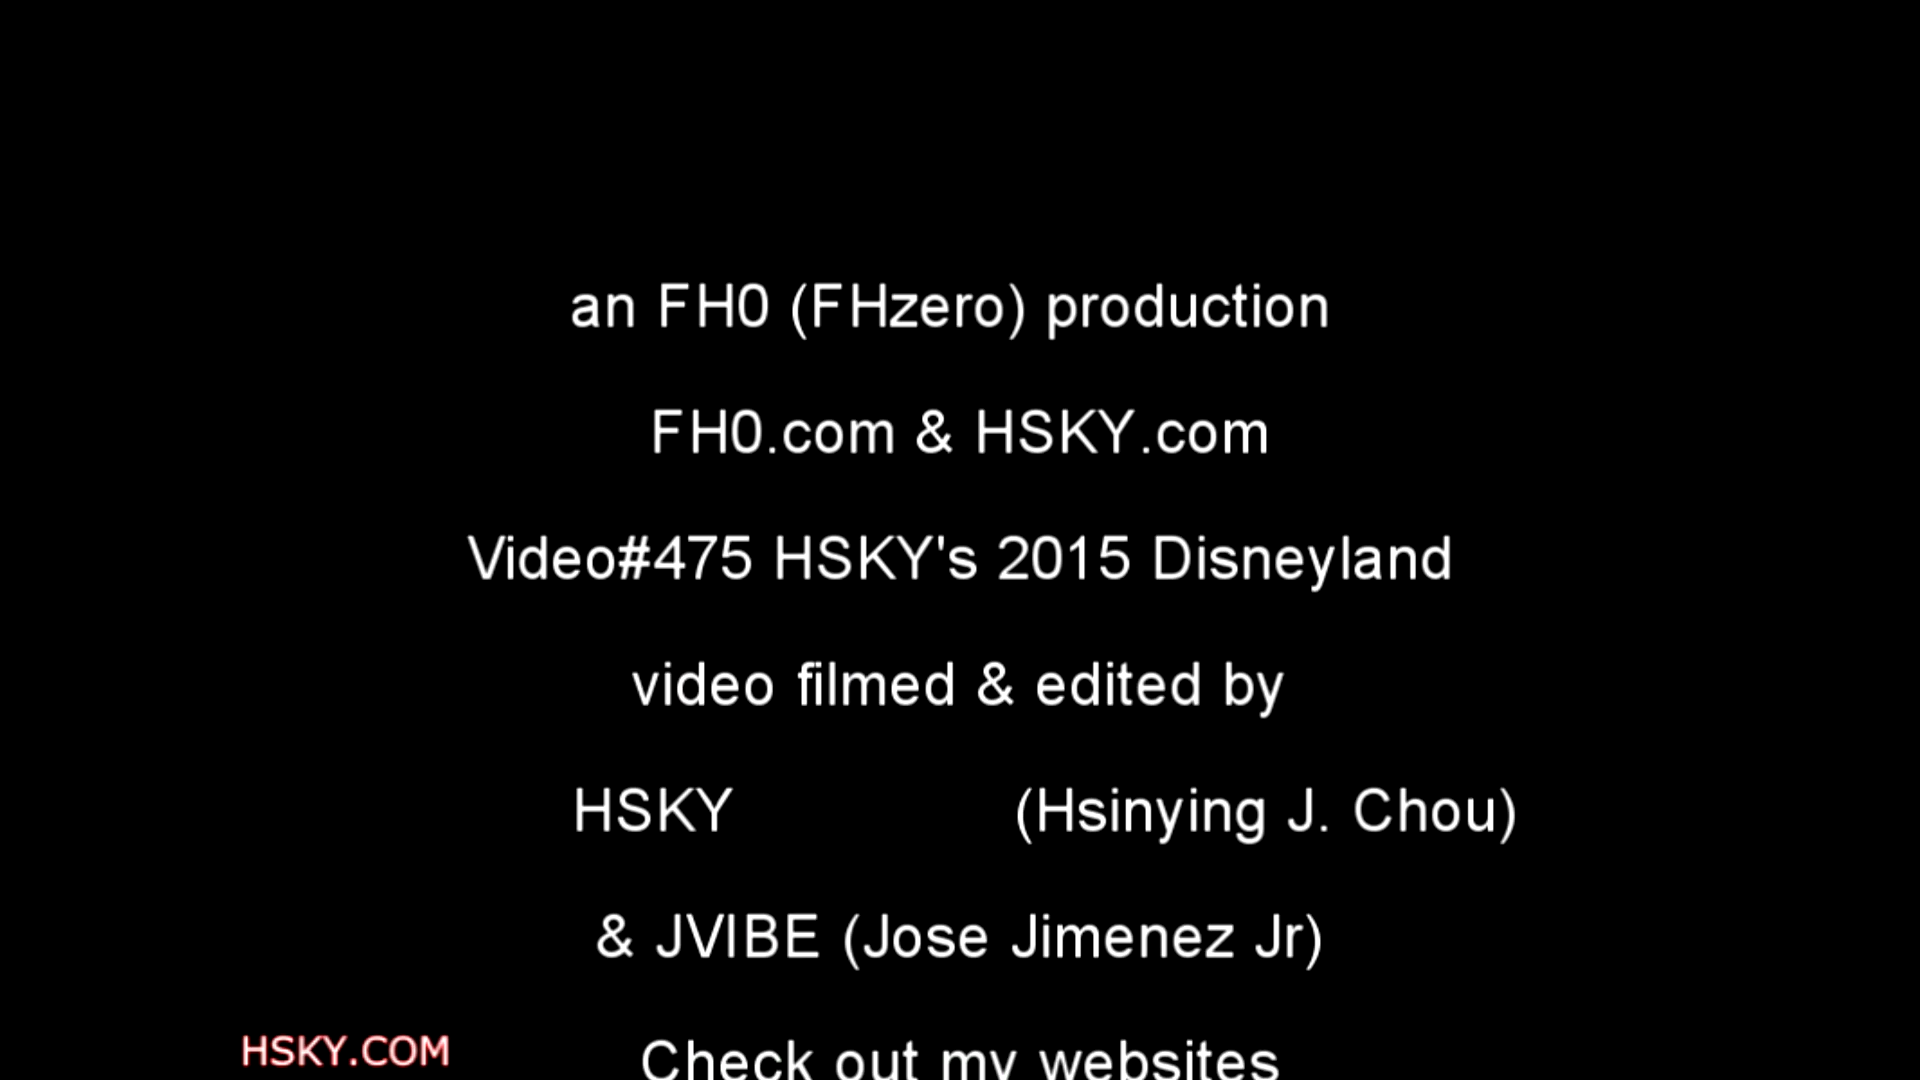 an FH0 (FHzero) production
FH0.com & HSKY.com
Video#475 HSKY's 2015 Disneyland
video filmed & edited by
HSKY (Hsinying J. Chou)
& JVIBE (Jose Jimenez Jr)
Check out my websites
HSKY.COM